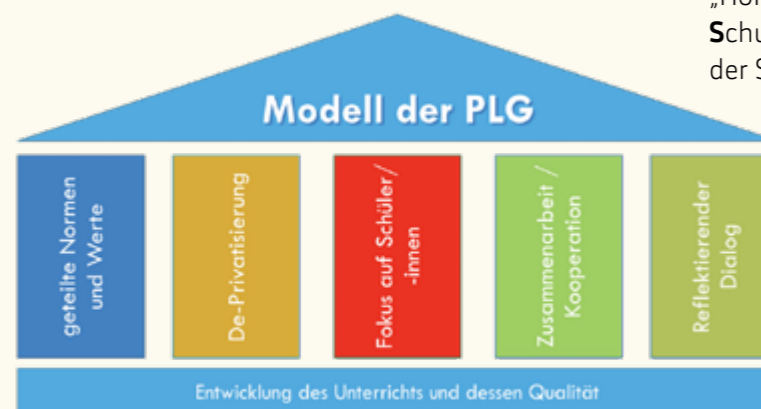 Modell der PLG
geteilte Normen
und Werte
De-Privatisierung
Fokus auf Schüler/
-innen
Zusammenarbeit /
Kooperation
Reflektierender
Dialog
Entwicklung des Unterrichts und dessen Qualität
der